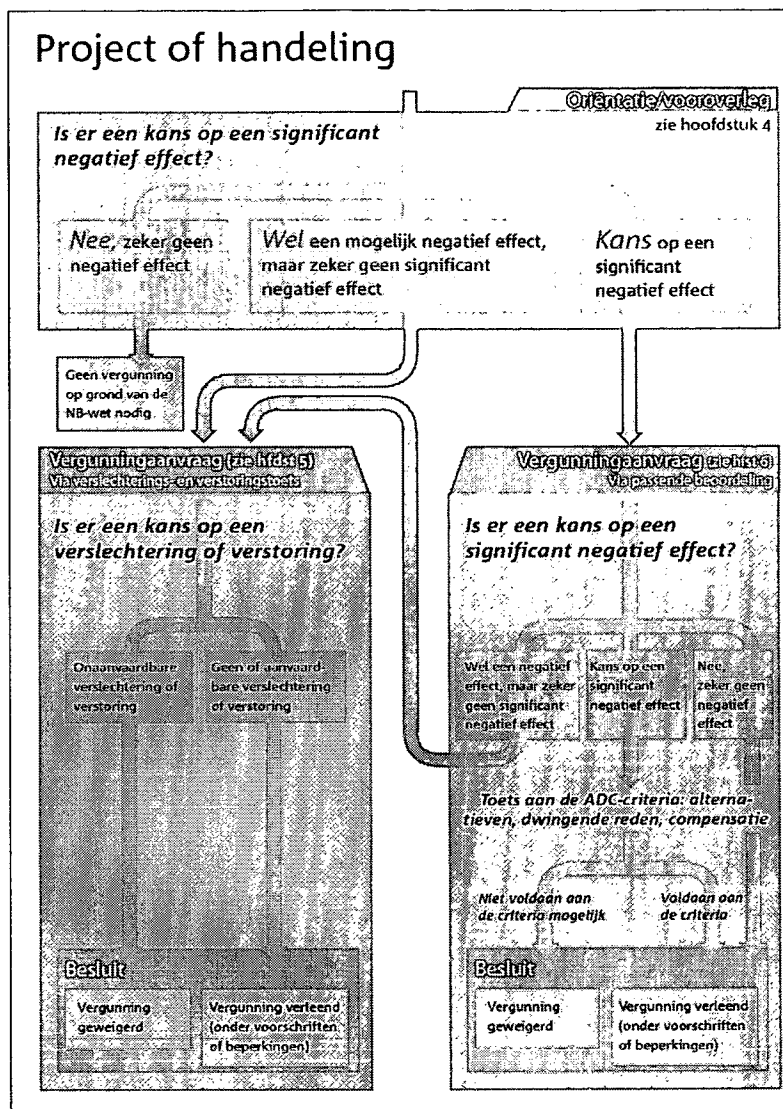 Project of handeling
Oriëntatie/vooroverleg
zie hoofdstuk 4
Is er een kans op een significant
negatief effect?
Nee, zeker geen
negatief effect
Wel een mogelijk negatief effect,
maar zeker geen significant
negatief effect
Kans op een
significant
negatief effect
Geen vergunning
op grond van de
NB-wet nodig
Vergunningaanvraag (zie hfdst 5)
Via verslechterings- en verstoringstoets
Is er een kans op een
verslechtering of verstoring?
Onaanvaardbare
verslechtering of
verstoring
Geen of aanvaard-
bare verslechtering
of verstoring
Besluit
Vergunning
geweigerd
Vergunning verleend
(onder voorschriften
of beperkingen)
Vergunningaanvraag (zie hfst 6)
Via passende beoordeling
Is er een kans op een
significant negatief effect?
Wel een negatief
effect, maar zeker
geen significant
negatief effect
Kans op een
significant
negatief effect
Nee,
zeker geen
negatief
effect
Toets aan de ADC-criteria: alterna-
tieven, dwingende reden, compensatie
Niet voldaan aan
de criteria mogelijk
Voldaan aan
de criteria
Besluit
Vergunning
geweigerd
Vergunning verleend
(onder voorschriften
of beperkingen)